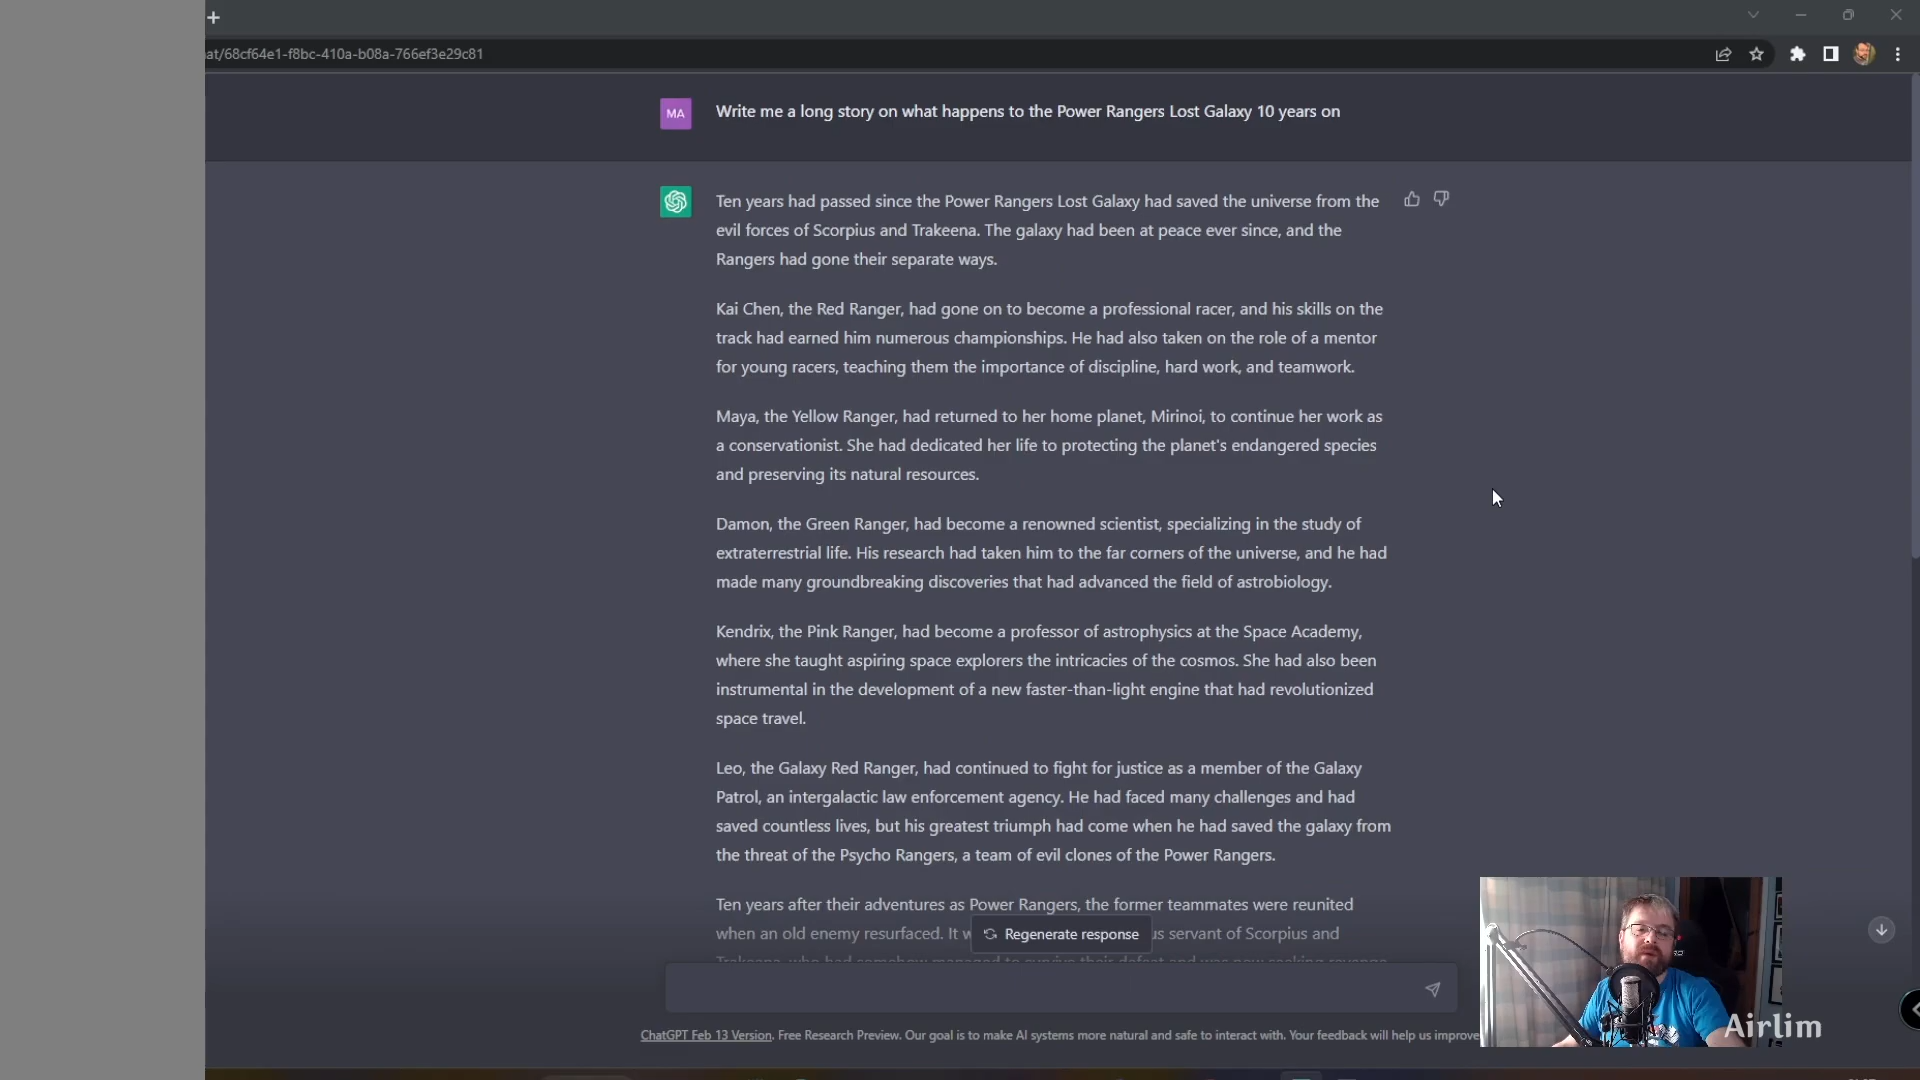 at/68cf64e1-f8bc-410a-b08a-766ef3e29c81
MA
Write me a long story on what happens to the Power Rangers Lost Galaxy 10 years on
Ten years had passed since the Power Rangers Lost Galaxy had saved the universe from the
evil forces of Scorpius and Trakeena. The galaxy had been at peace ever since, and the
Rangers had gone their separate ways.
Kai Chen, the Red Ranger, had gone on to become a professional racer, and his skills on the
track had earned him numerous championships. He had also taken on the role of a mentor
for young racers, teaching them the importance of discipline, hard work, and teamwork.
Maya, the Yellow Ranger, had returned to her home planet, Mirinoi, to continue her work as
a conservationist. She had dedicated her life to protecting the planet's endangered species
and preserving its natural resources.
Damon, the Green Ranger, had become a renowned scientist, specializing in the study of
extraterrestrial life. His research had taken him to the far corners of the universe, and he had
made many groundbreaking discoveries that had advanced the field of astrobiology.
Kendrix, the Pink Ranger, had become a professor of astrophysics at the Space Academy,
where she taught aspiring space explorers the intricacies of the cosmos. She had also been
instrumental in the development of a new faster-than-light engine that had revolutionized
space travel.
Leo, the Galaxy Red Ranger, had continued to fight for justice as a member of the Galaxy
Patrol, an intergalactic law enforcement agency. He had faced many challenges and had
saved countless lives, but his greatest triumph had come when he had saved the galaxy from
the threat of the Psycho Rangers, a team of evil clones of the Power Rangers.
Ten years after their adventures as Power Rangers, the former teammates were reunited
when an old enemy resurfaced. It w us servant of Scorpius and
Trakeena, who had somehow managed to survive their defeat and was now seeking revenge
Regenerate response
ChatGPT Feb 13 Version. Free Research Preview. Our goal is to make AI systems more natural and safe to interact with. Your feedback will help us improve
Airlim